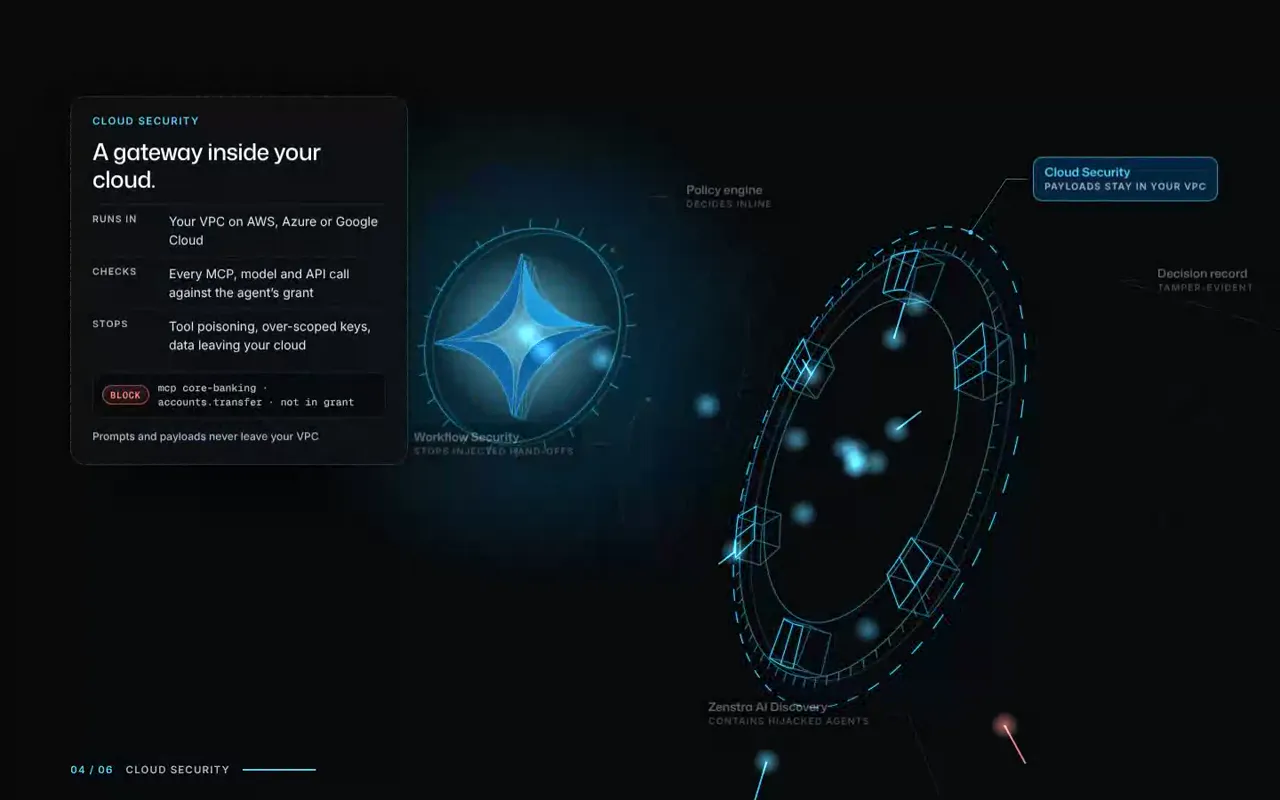 CLOUD SECURITY
A gateway inside your
cloud.
RUNS IN
Your VPC on AWS, Azure or Google
Cloud
CHECKS
Every MCP, model and API call
against the agent's grant
STOPS
Tool poisoning, over-scoped keys,
data leaving your cloud
BLOCK
mcp core-banking ·
accounts.transfer · not in grant
Prompts and payloads never leave your VPC
Policy engine
DECIDES INLINE
Cloud Security
PAYLOADS STAY IN YOUR VPC
Decision record
TAMPER-EVIDENT
Workflow Security
STOPS INJECTED HAND-OFFS
Zenstra AI Discovery
CONTAINS HIJACKED AGENTS
04 / 06 CLOUD SECURITY